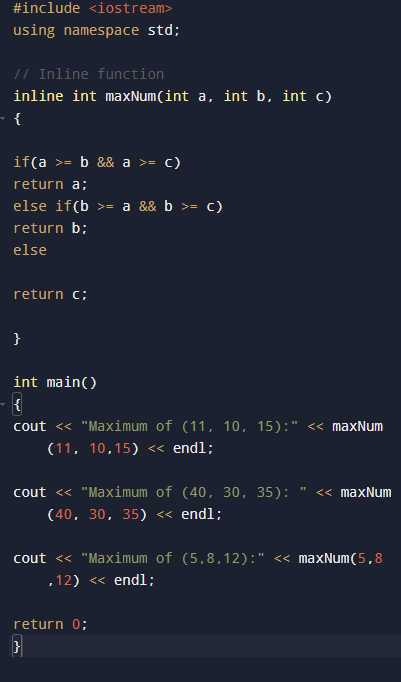 #include <iostream>
using namespace std;
// Inline function
inline int maxNum(int a, int b, int c)
{
if(a >= b && a >= c)
return a;
else if(b >= a && b >= c)
return b;
else
return c;
}
int main()
{
cout << "Maximum of (11, 10, 15):" << maxNum
(11, 10,15) << endl;
cout << "Maximum of (40, 30, 35): " << maxNum
(40, 30, 35) << endl;
cout << "Maximum of (5,8,12):" << maxNum(5,8
,12) << endl;
return 0;
}